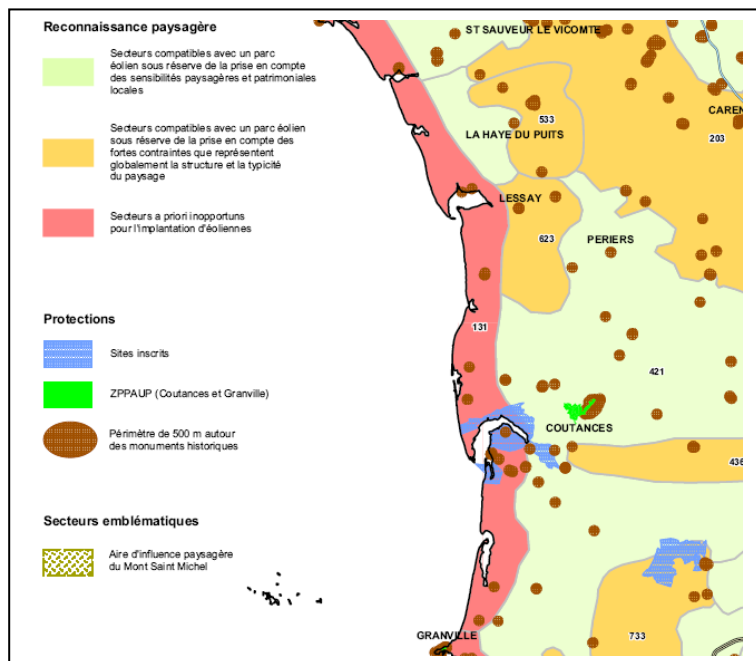 Reconnaissance paysagère
Secteurs compatibles avec un parc
éolien sous réserve de la prise en compte
des sensibilités paysagères et patrimoniales
locales
Secteurs compatibles avec un parc éolien
sous réserve de la prise en compte des
fortes contraintes que représentent
globalement la structure et la typicité
du paysage
Secteurs a priori inopportuns
pour l'implantation d'éoliennes
Protections
Sites inscrits
ZPPAUP (Coutances et Granville)
Périmètre de 500 m autour
des monuments historiques
Secteurs emblématiques
Aire d'influence paysagère
du Mont Saint Michel
ST SAUVEUR LE VICOMTE
CAREN
533
LA HAYE DU PUITS
203
LESSAY
623
PERIERS
131
421
COUTANCES
436
GRANVILLE
733